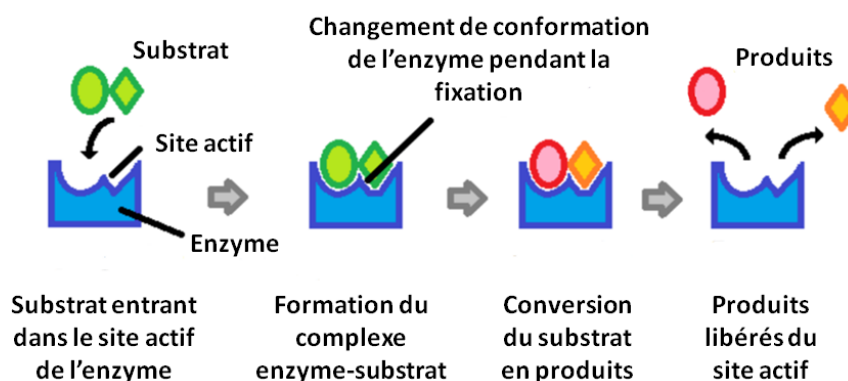 Substrat
Changement de conformation
de l’enzyme pendant la
fixation
Produits
Site actif
Enzyme
Substrat entrant
dans le site actif
de l’enzyme
Formation du
complexe
enzyme-substrat
Conversion
du substrat
en produits
Produits
libérés du
site actif